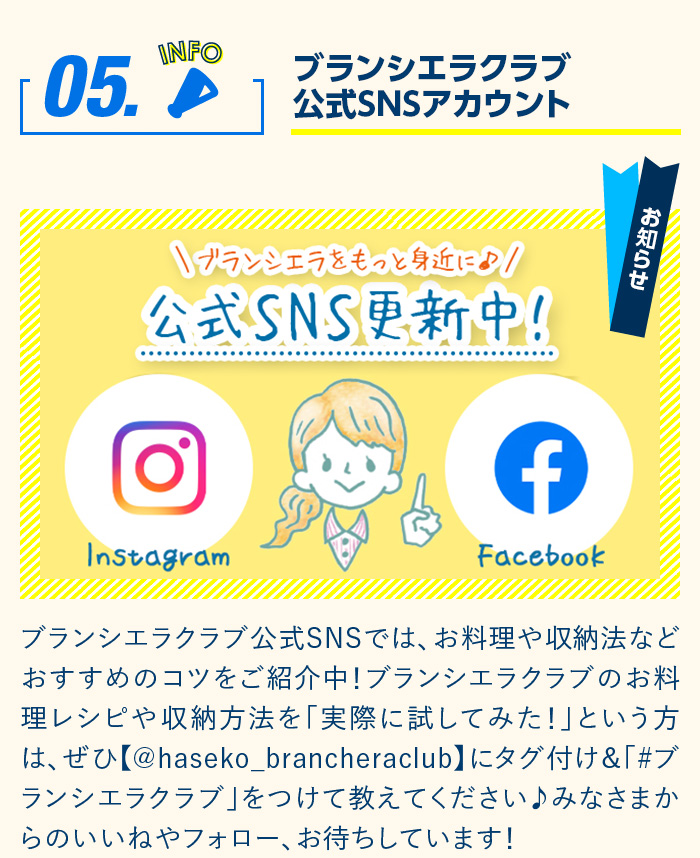 05.
INFO
ブランシエラクラブ
公式SNSアカウント
お知らせ
\ブランシエラをもっと身近に♪/
公式SNS更新中!
Instagram
Facebook
ブランシエラクラブ公式SNSでは、お料理や収納法など
おすすめのコツをご紹介中!ブランシエラクラブのお料
理レシピや収納方法を「実際に試してみた!」という方
は、ぜひ【@haseko_brancheraclub】にタグ付け&「#ブ
ランシエラクラブ」をつけて教えてください♪みなさまか
らのいいねやフォロー、お待ちしています!